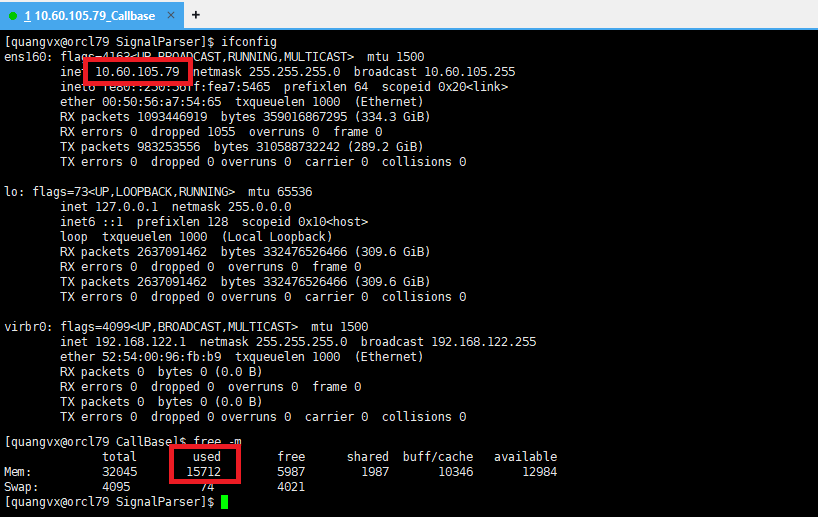 1 10.60.105.79_Callbase × +
[quangvx@orcl79 SignalParser]$ ifconfig
ens160: flags=4163<UP,BROADCAST,RUNNING,MULTICAST>  mtu 1500
inet 10.60.105.79 netmask 255.255.255.0  broadcast 10.60.105.255
inet6 fe80::250:56ff:fea7:5465  prefixlen 64  scopeid 0x20<link>
ether 00:50:56:a7:54:65  txqueuelen 1000  (Ethernet)
RX packets 1093446919  bytes 359016867295 (334.3 GiB)
RX errors 0  dropped 1055  overruns 0  frame 0
TX packets 983253556  bytes 310588732242 (289.2 GiB)
TX errors 0  dropped 0 overruns 0  carrier 0  collisions 0
lo: flags=73<UP,LOOPBACK,RUNNING>  mtu 65536
inet 127.0.0.1  netmask 255.0.0.0
inet6 ::1  prefixlen 128  scopeid 0x10<host>
loop  txqueuelen 1000  (Local Loopback)
RX packets 2637091462  bytes 332476526466 (309.6 GiB)
RX errors 0  dropped 0  overruns 0  frame 0
TX packets 2637091462  bytes 332476526466 (309.6 GiB)
TX errors 0  dropped 0 overruns 0  carrier 0  collisions 0
virbr0: flags=4099<UP,BROADCAST,MULTICAST>  mtu 1500
inet 192.168.122.1  netmask 255.255.255.0  broadcast 192.168.122.255
ether 52:54:00:96:fb:b9  txqueuelen 1000  (Ethernet)
RX packets 0  bytes 0 (0.0 B)
RX errors 0  dropped 0  overruns 0  frame 0
TX packets 0  bytes 0 (0.0 B)
TX errors 0  dropped 0 overruns 0  carrier 0  collisions 0
[quangvx@orcl79 CallBase]$ free -m
total used free shared buff/cache available
Mem: 32045 15712 5987 1987 10346 12984
Swap: 4095 74 4021
[quangvx@orcl79 SignalParser]$